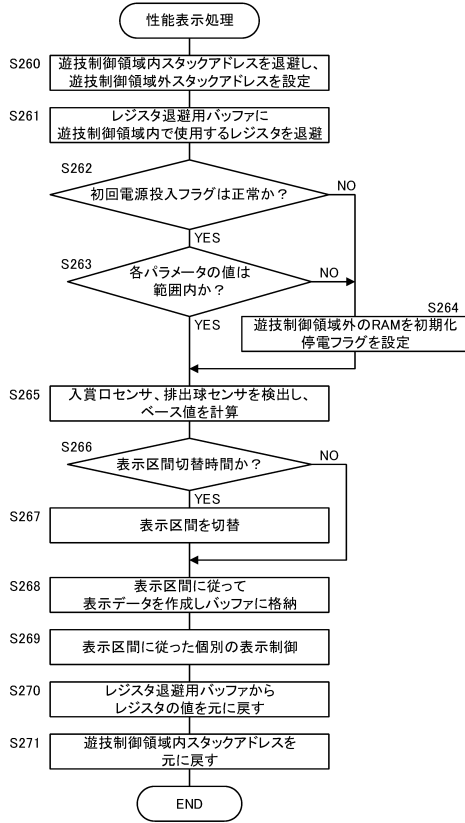 性能表示処理
S260
遊技制御領域内スタックアドレスを退避し、
遊技制御領域外スタックアドレスを設定
S261
レジスタ退避用バッファに
遊技制御領域内で使用するレジスタを退避
S262
初回電源投入フラグは正常か？
NO
YES
S263
各パラメータの値は
範囲内か？
NO
YES
S264
遊技制御領域外のRAMを初期化
停電フラグを設定
S265
入賞口センサ、排出球センサを検出し、
ベース値を計算
S266
表示区間切替時間か？
NO
YES
S267
表示区間を切替
S268
表示区間に従って
表示データを作成しバッファに格納
S269
表示区間に従った個別の表示制御
S270
レジスタ退避用バッファから
レジスタの値を元に戻す
S271
遊技制御領域内スタックアドレスを
元に戻す
END